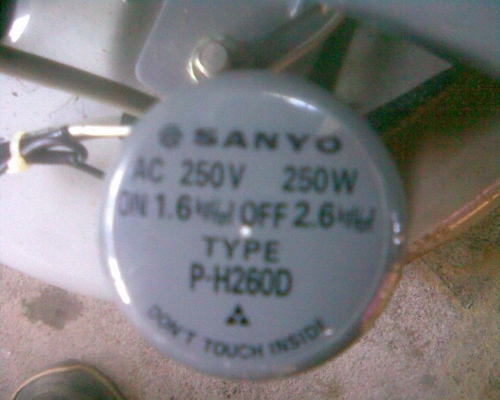 SANYO
AC 250V 250W
ON 1.6 kg/cm² OFF 2.6 kg/cm²
TYPE
P-H260D
DON'T TOUCH INSIDE